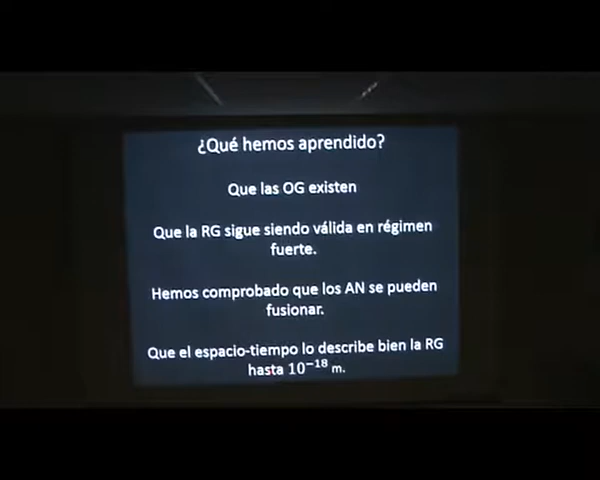 ¿Qué hemos aprendido?
Que las OG existen
Que la RG sigue siendo válida en régimen
fuerte.
Hemos comprobado que los AN se pueden
fusionar.
Que el espacio-tiempo lo describe bien la RG
hasta 10⁻¹⁸ m.